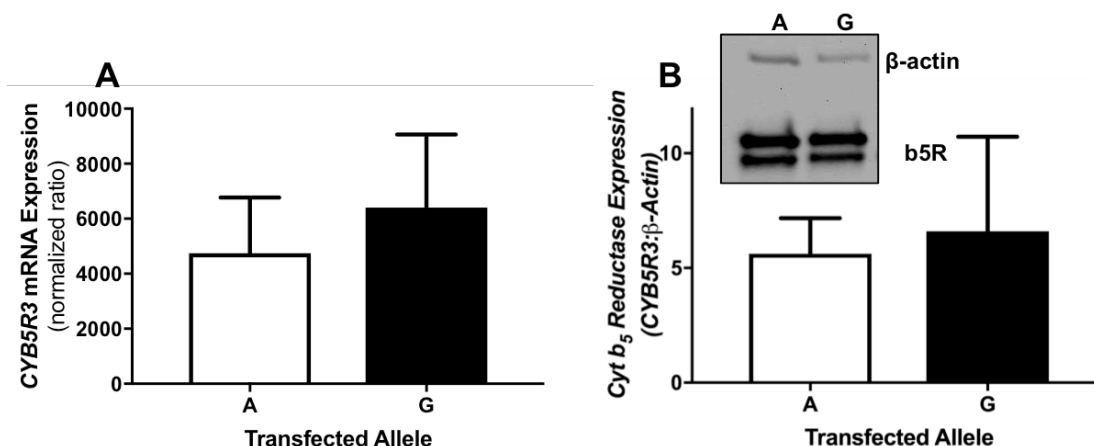 A
CYB5R3 mRNA Expression
(normalized ratio)
10000
8000
6000
4000
2000
0
A
G
Transfected Allele
B
A G
β-actin
b5R
Cyt b5 Reductase Expression
(CYB5R3:β-Actin)
10
5
0
A
G
Transfected Allele